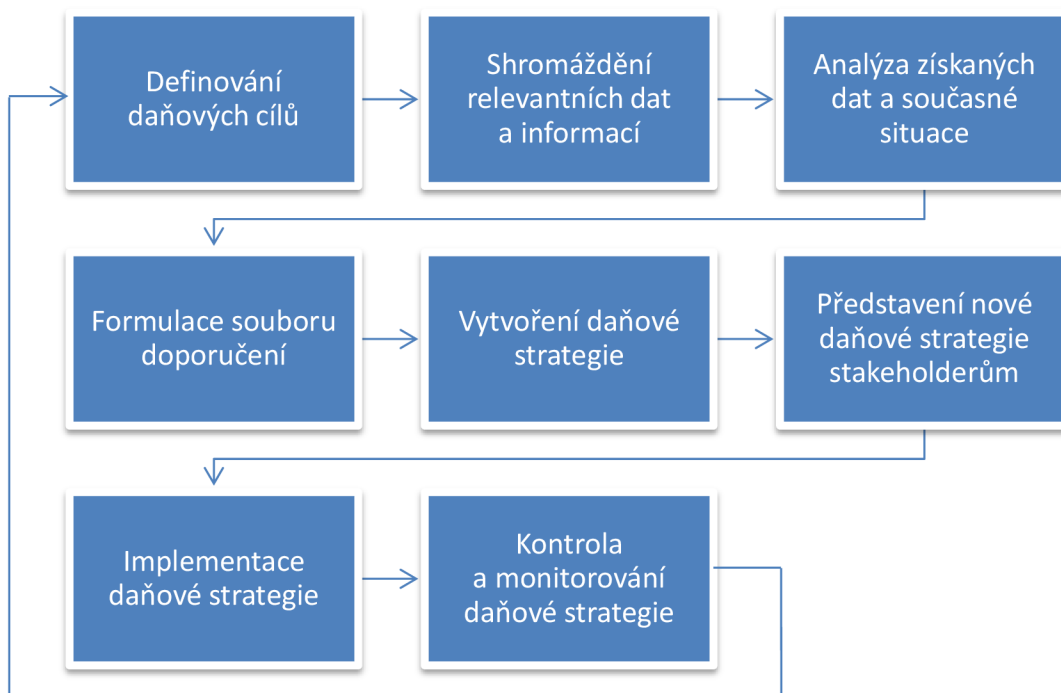 Definování
daňových cílů
Shromáždění
relevantních dat
a informací
Analýza získaných
dat a současné
situace
Formulace souboru
doporučení
Vytvoření daňové
strategie
Představení nové
daňové strategie
stakeholderům
Implementace
daňové strategie
Kontrola
a monitorování
daňové strategie